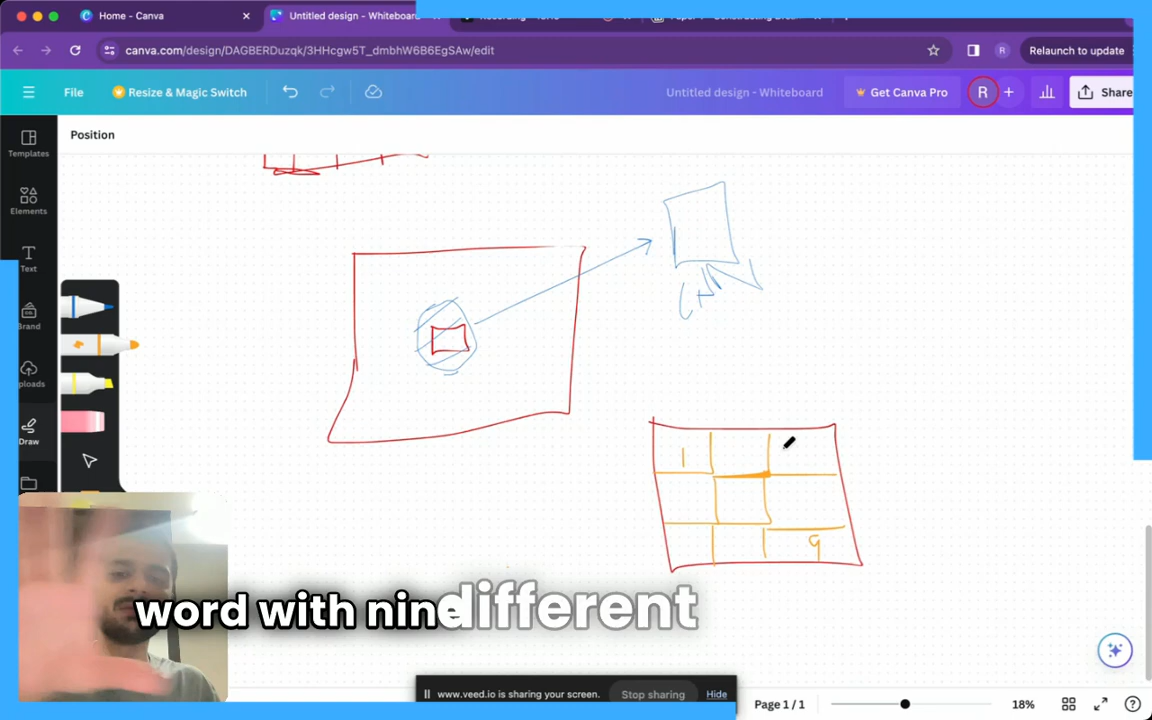 Home - Canva
Untitled design - Whiteboard
canva.com/design/DAGBERDuzqk/3HHcgw5T_dmbhW6B6EgSAw/edit
R
Relaunch to update
File
Resize & Magic Switch
Untitled design - Whiteboard
Get Canva Pro
R
Share
Templates
Position
Elements
Text
Brand
ploads
Draw
CNN
1
9
word with nine different
www.veed.io is sharing your screen.
Stop sharing
Hide
Page 1 / 1
18%